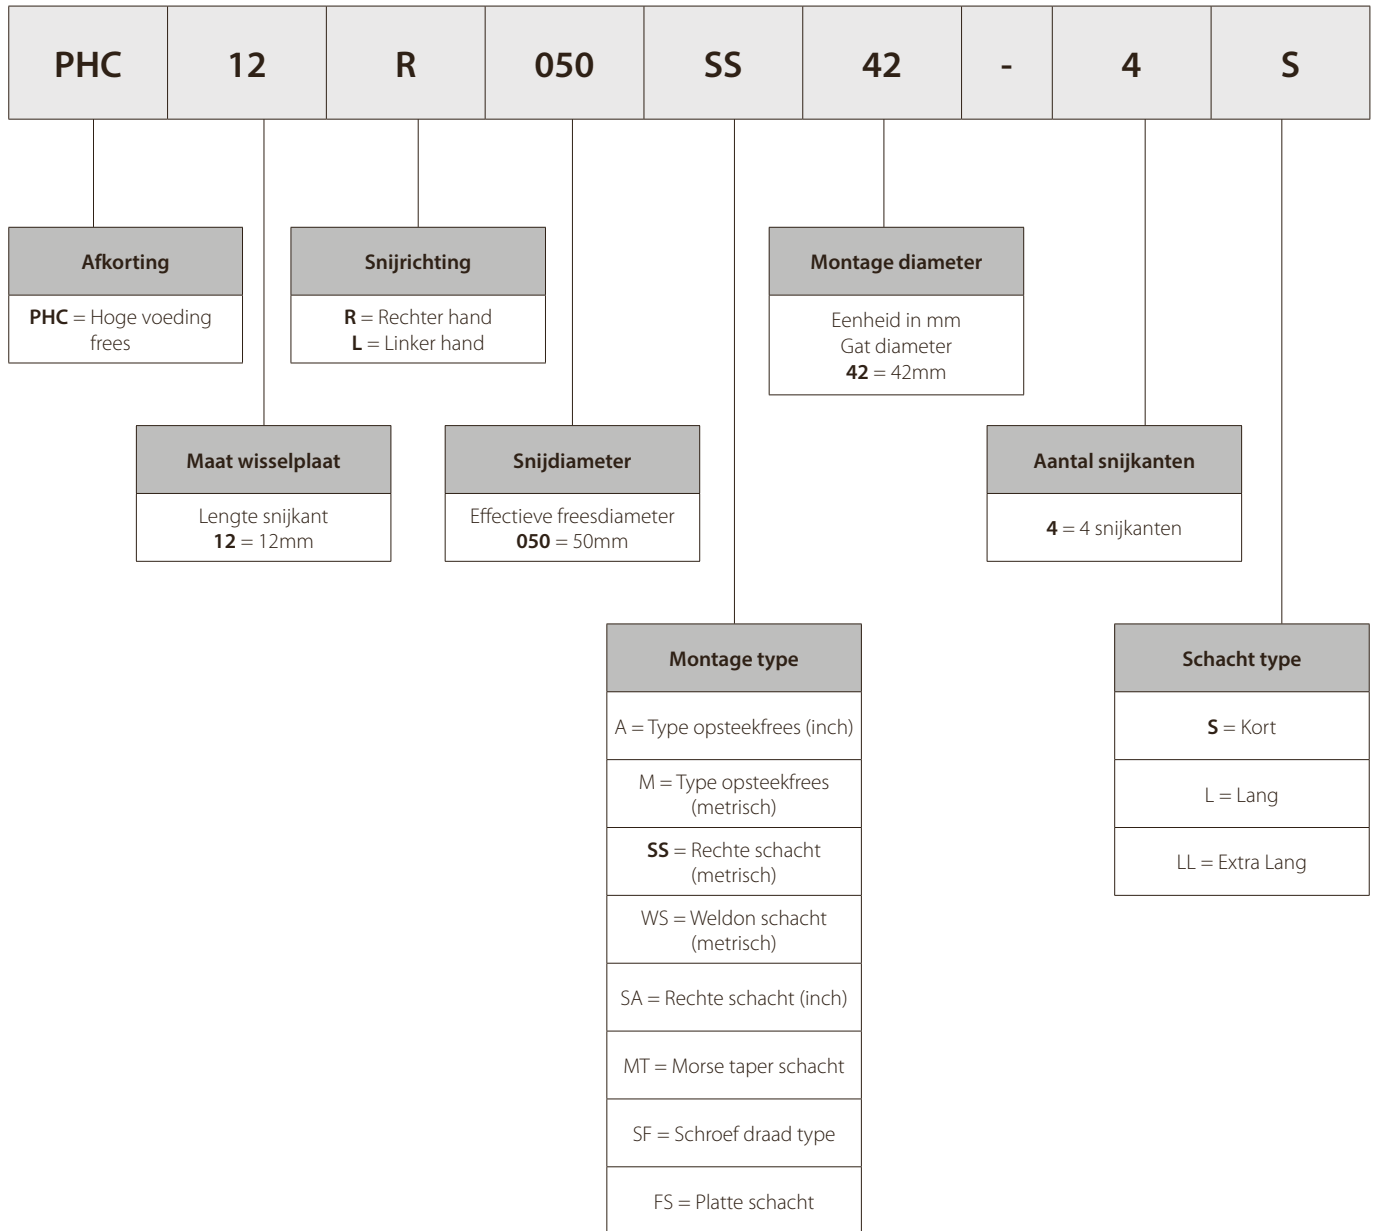 PHC 12 R 050 SS 42 - 4 S
Afkorting
PHC = Hoge voeding
frees
Snijrichting
R = Rechter hand
L = Linker hand
Montage diameter
Eenheid in mm
Gat diameter
42 = 42mm
Maat wisselplaat
Lengte snijkant
12 = 12mm
Snijdiameter
Effectieve freesdiameter
050 = 50mm
Aantal snijkanten
4 = 4 snijkanten
Montage type
A = Type opsteekfrees (inch)
M = Type opsteekfrees
(metrisch)
SS = Rechte schacht
(metrisch)
WS = Weldon schacht
(metrisch)
SA = Rechte schacht (inch)
MT = Morse taper schacht
SF = Schroef draad type
FS = Platte schacht
Schacht type
S = Kort
L = Lang
LL = Extra Lang